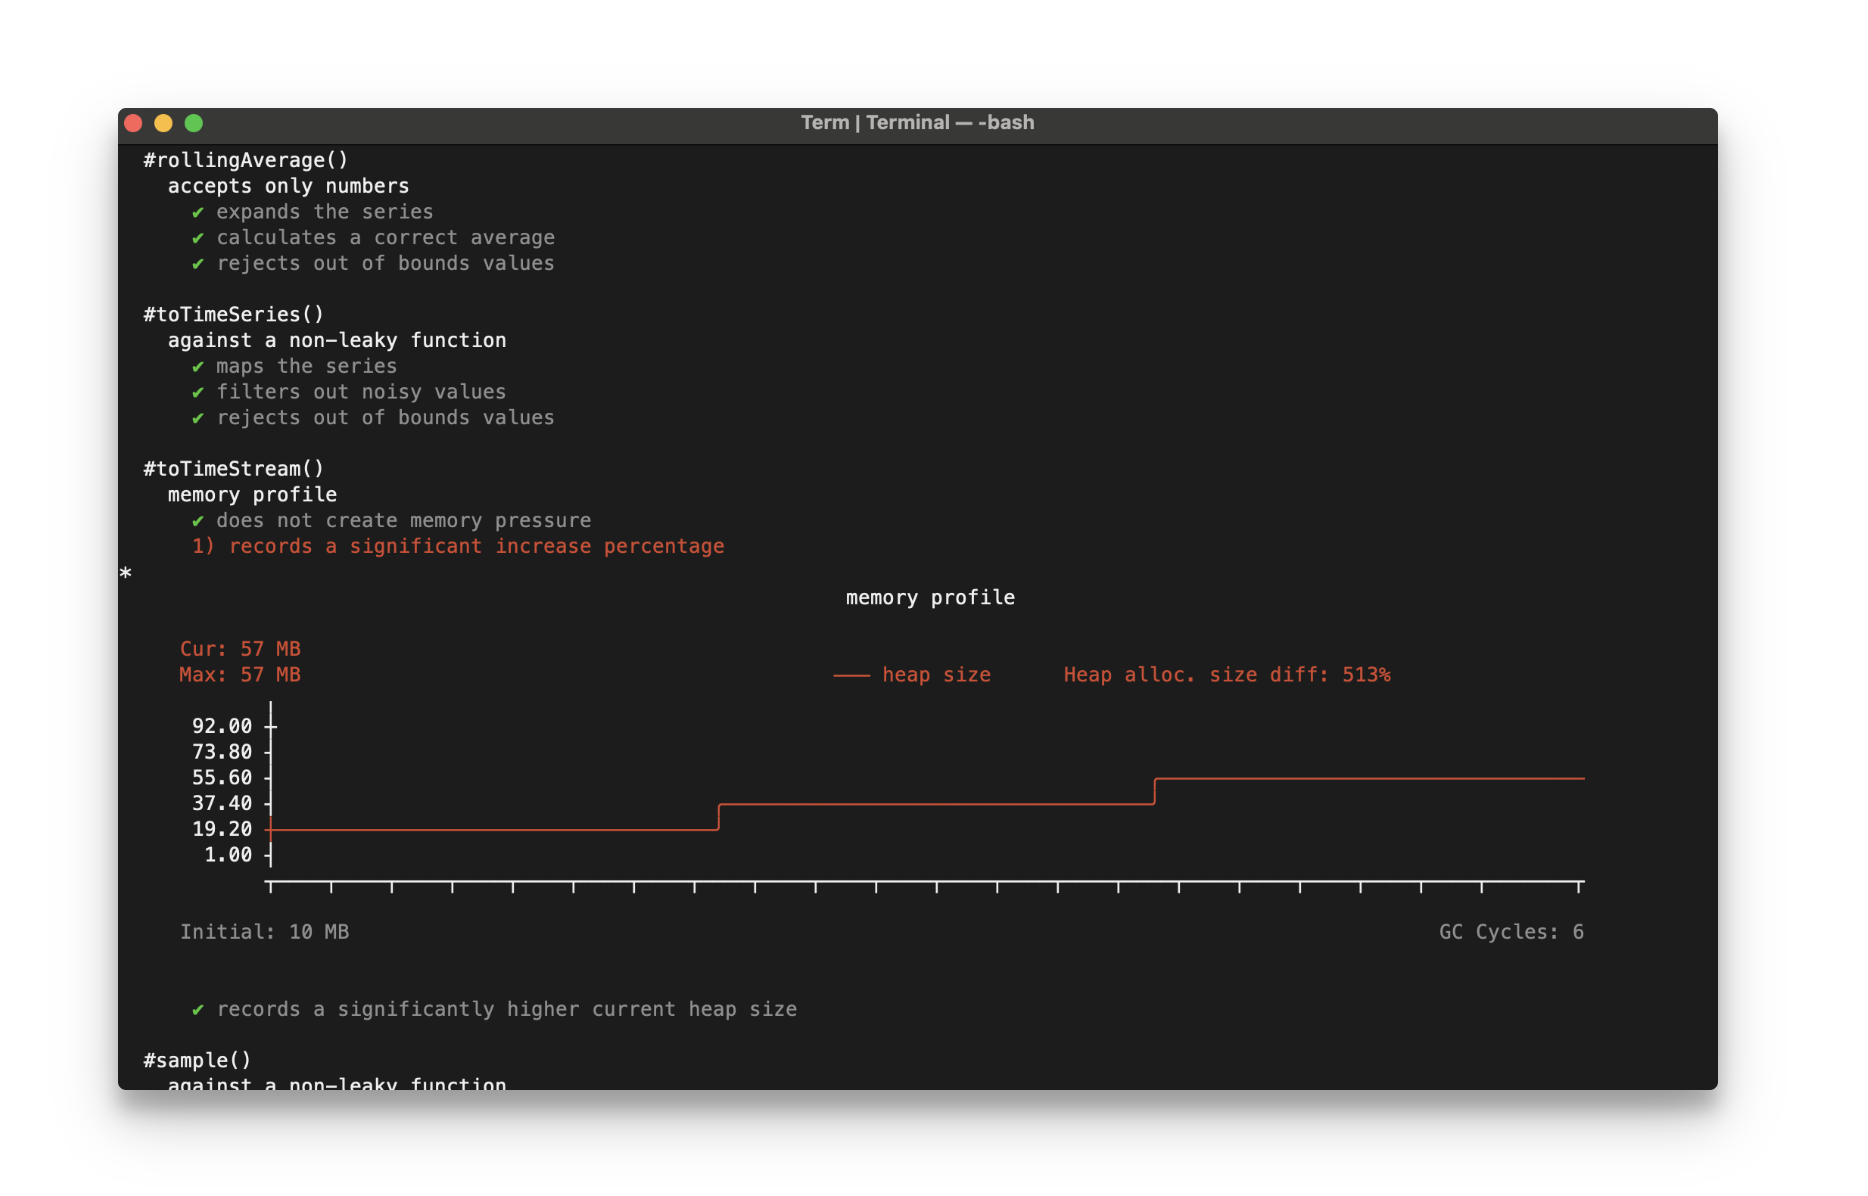 Term | Terminal — -bash
#rollingAverage()
accepts only numbers
✔ expands the series
✔ calculates a correct average
✔ rejects out of bounds values
#toTimeSeries()
against a non-leaky function
✔ maps the series
✔ filters out noisy values
✔ rejects out of bounds values
#toTimeStream()
memory profile
✔ does not create memory pressure
1) records a significant increase percentage
*
memory profile
Cur: 57 MB
Max: 57 MB heap size Heap alloc. size diff: 513%
92.00
73.80
55.60
37.40
19.20
1.00
Initial: 10 MB GC Cycles: 6
✔ records a significantly higher current heap size
#sample()
against a non-leaky function